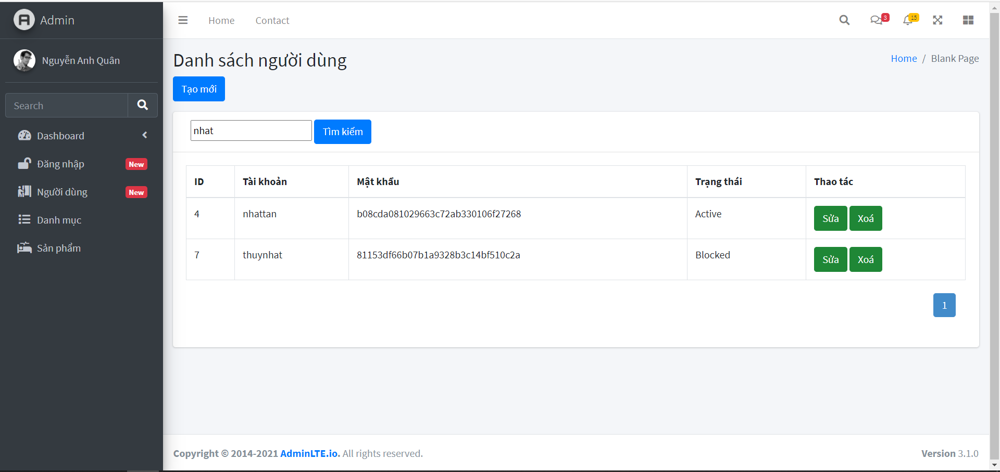 Admin
Nguyễn Anh Quân
Search
Dashboard
Đăng nhập New
Người dùng New
Danh mục
Sản phẩm
Home Contact 3 15
Danh sách người dùng
Home / Blank Page
Tạo mới
nhat Tìm kiếm
ID Tài khoản Mật khẩu Trạng thái Thao tác
4 nhattan b08cda081029663c72ab330106f27268 Active Sửa Xoá
7 thuynhat 81153df66b07b1a9328b3c14bf510c2a Blocked Sửa Xoá
1
Copyright © 2014-2021 AdminLTE.io. All rights reserved.
Version 3.1.0